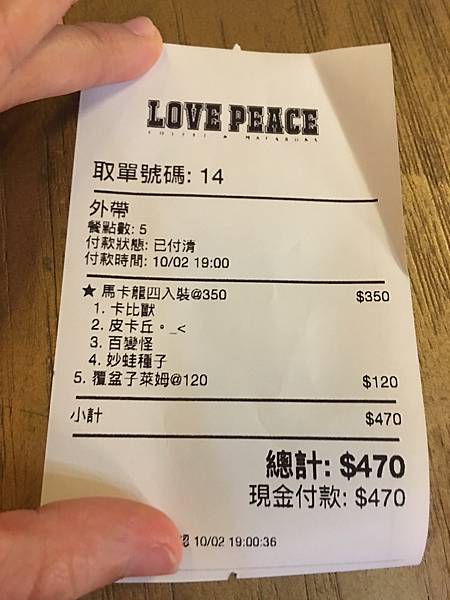 LOVE PEACE
COFFEE & MACARONS
取單號碼: 14
外帶
餐點數: 5
付款狀態: 已付清
付款時間: 10/02 19:00
★ 馬卡龍四入裝@350 $350
1. 卡比獸
2. 皮卡丘。_<
3. 百變怪
4. 妙蛙種子
5. 覆盆子萊姆@120 $120
小計 $470
總計: $470
現金付款: $470
10/02 19:00:36